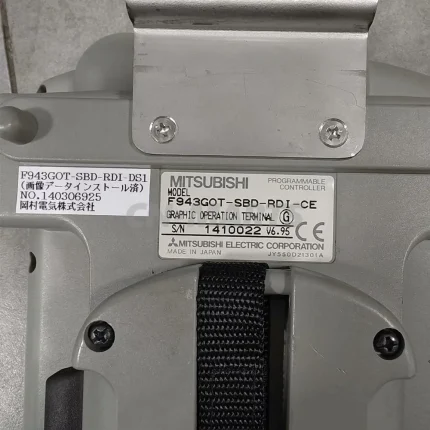 F943GOT-SBD-RDI-DS1
(画像データインストール済)
NO.140306925
岡村電気株式会社
MITSUBISHI
PROGRAMMABLE
CONTROLLER
MODEL
F943GOT-SBD-RDI-CE
GRAPHIC OPERATION TERMINAL G
S/N 1410022 V6.95 CE
MITSUBISHI ELECTRIC CORPORATION
MADE IN JAPAN JY550D21301A